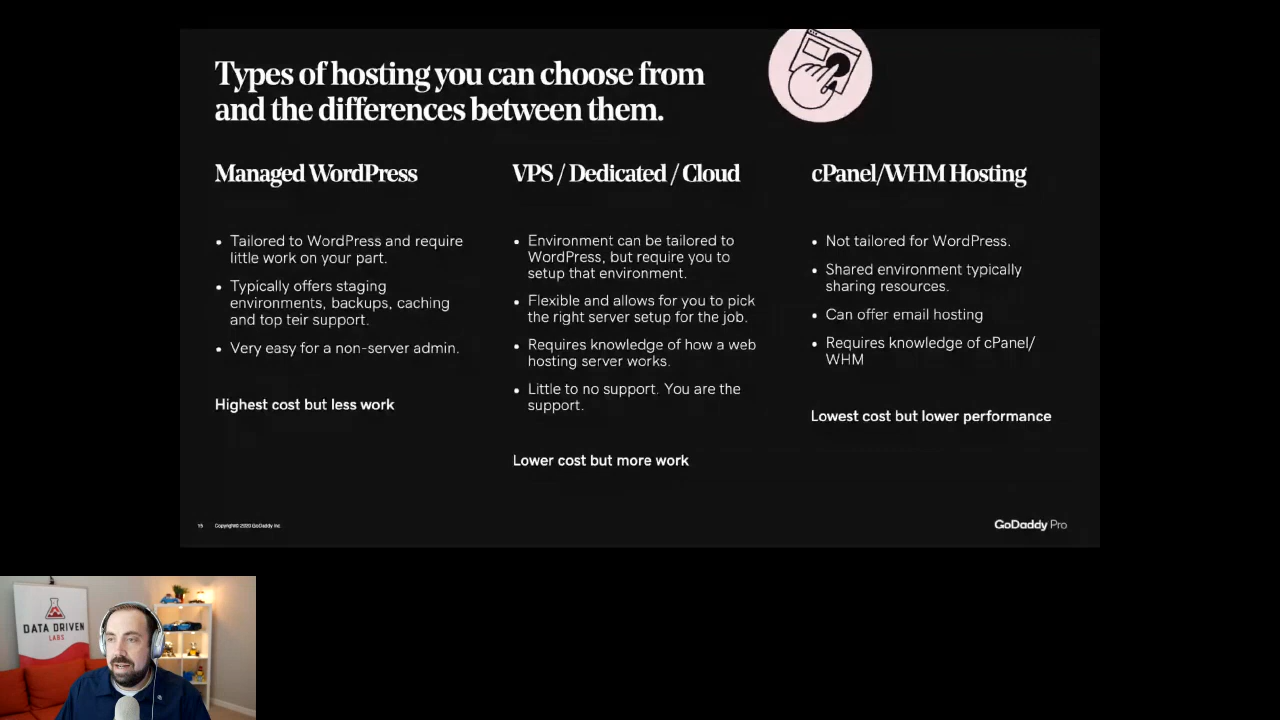 Types of hosting you can choose from
and the differences between them.
Managed WordPress
• Tailored to WordPress and require
little work on your part.
• Typically offers staging
environments, backups, caching
and top teir support.
• Very easy for a non-server admin.
Highest cost but less work
VPS / Dedicated / Cloud
• Environment can be tailored to
WordPress, but require you to
setup that environment.
• Flexible and allows for you to pick
the right server setup for the job.
• Requires knowledge of how a web
hosting server works.
• Little to no support. You are the
support.
Lower cost but more work
cPanel/WHM Hosting
• Not tailored for WordPress.
• Shared environment typically
sharing resources.
• Can offer email hosting
• Requires knowledge of cPanel/
WHM
Lowest cost but lower performance
15 Copyright© 2020 GoDaddy Inc.
GoDaddy Pro
DATA DRIVEN
LABS